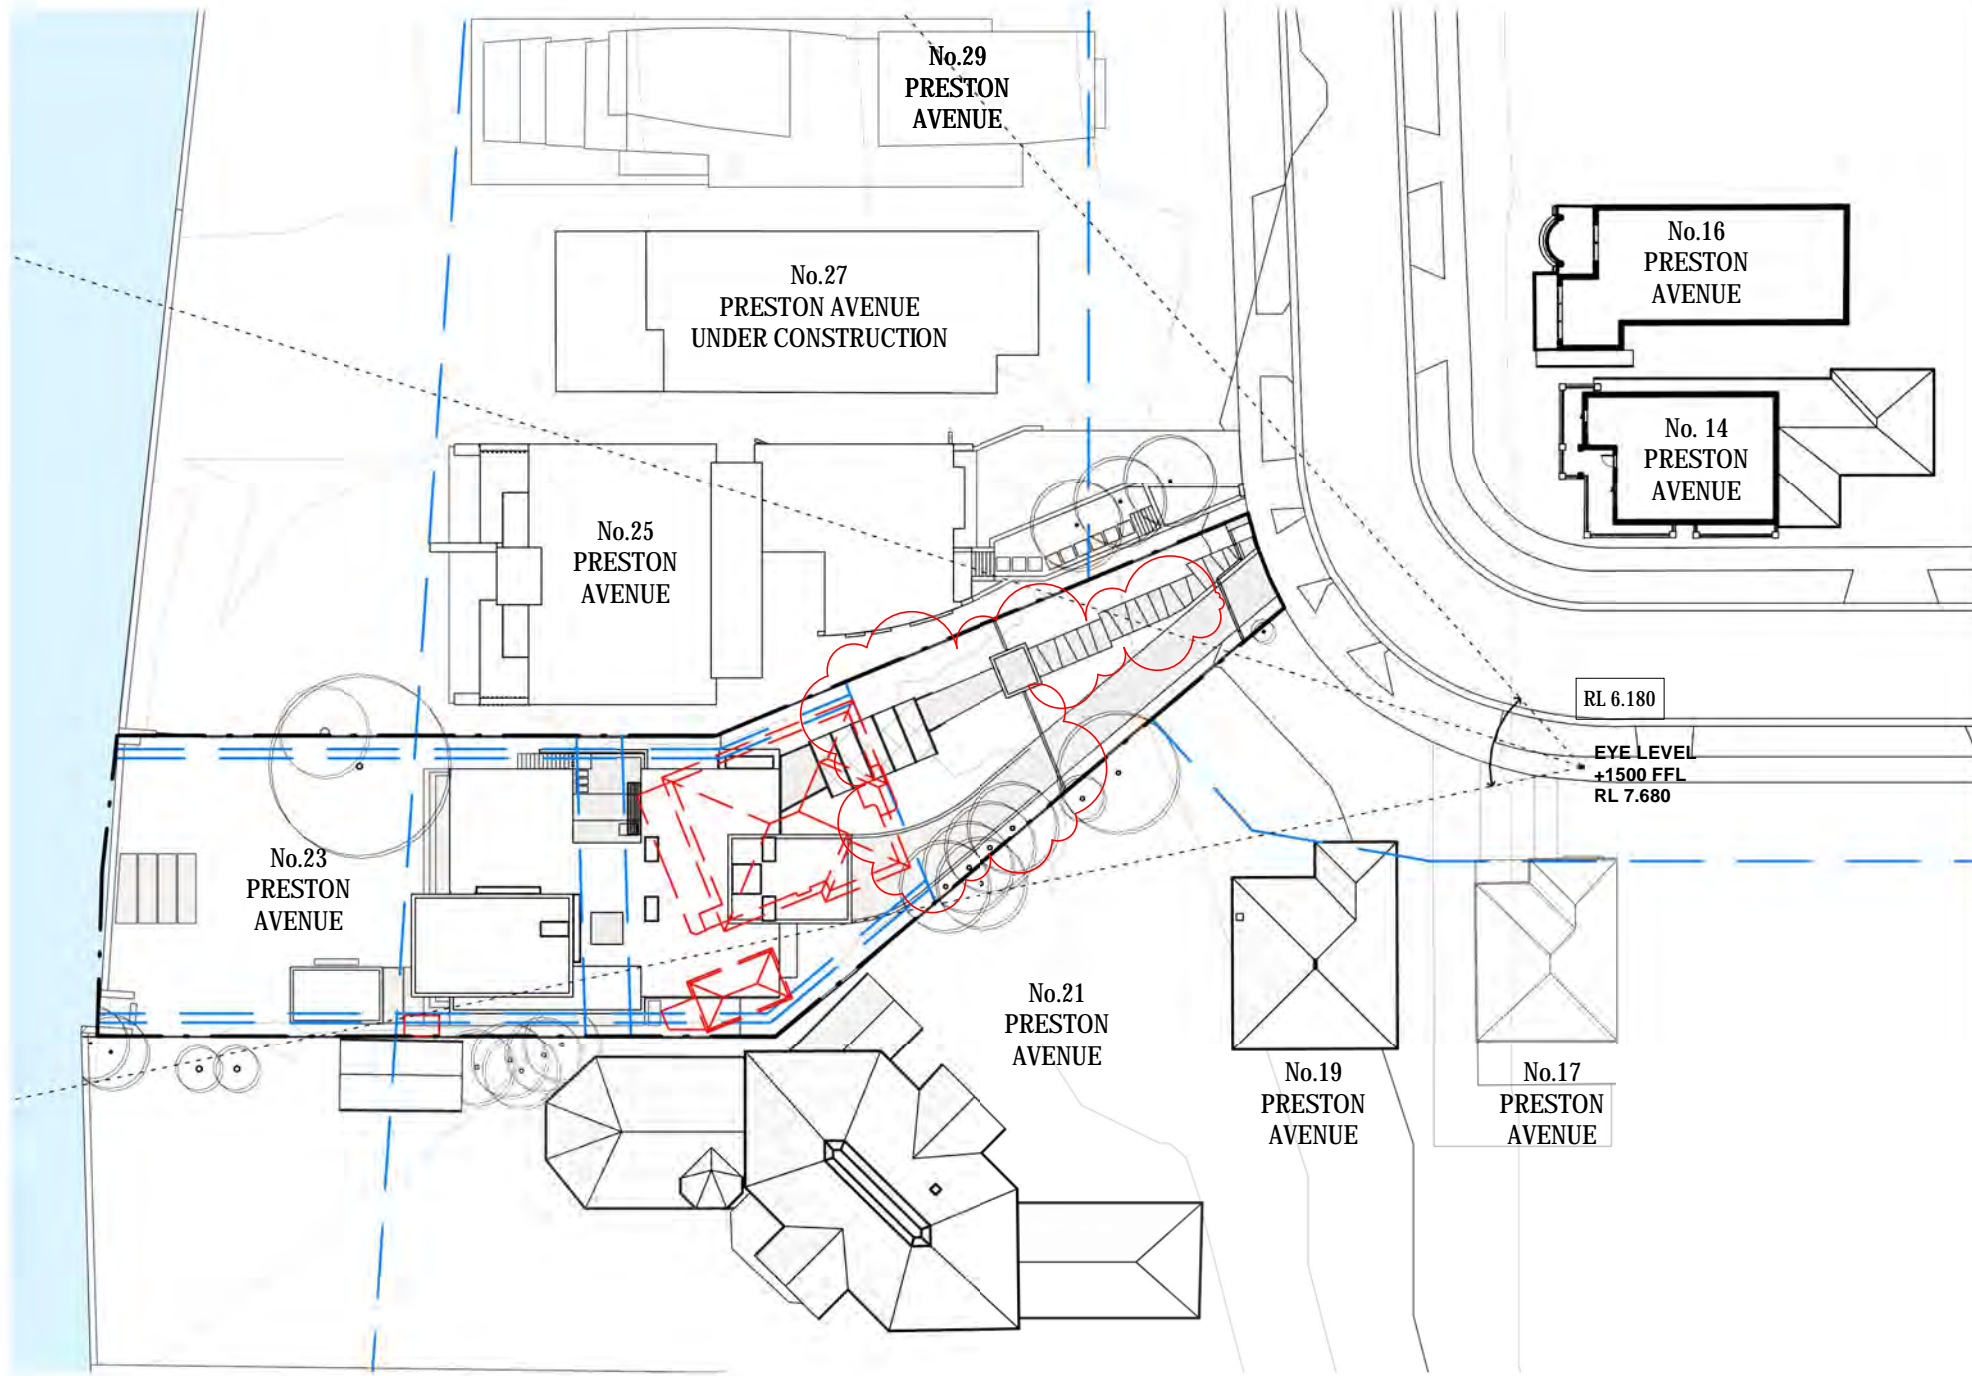 No.29
PRESTON
AVENUE
No.16
PRESTON
AVENUE
No.27
PRESTON AVENUE
UNDER CONSTRUCTION
No. 14
PRESTON
AVENUE
No.25
PRESTON
AVENUE
RL 6.180
EYE LEVEL
+1500 FFL
RL 7.680
No.23
PRESTON
AVENUE
No.21
PRESTON
AVENUE
No.19
PRESTON
AVENUE
No.17
PRESTON
AVENUE